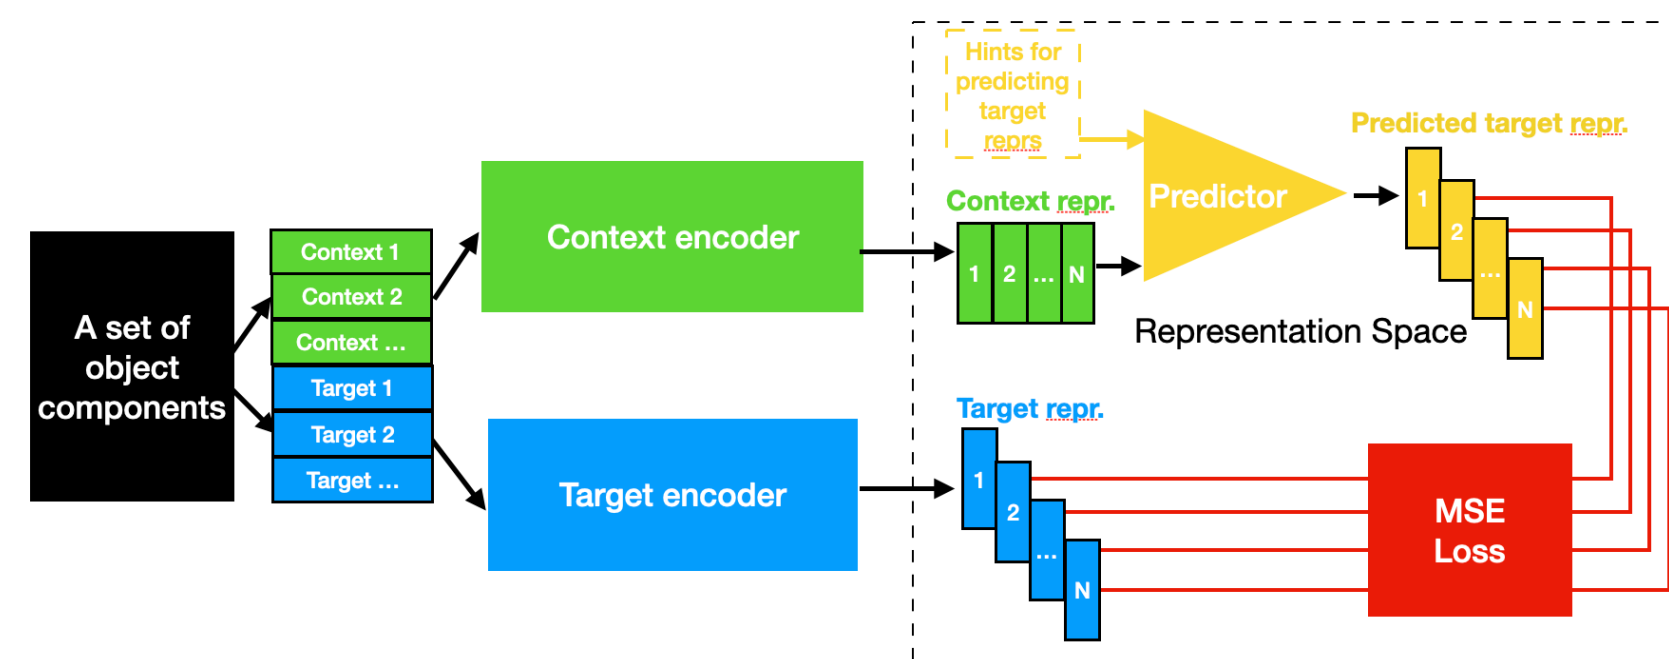 A set of
object
components
Context 1
Context 2
Context ...
Target 1
Target 2
Target ...
Context encoder
Target encoder
Hints for
predicting
target
reprs
Context repr.
1 2 ... N
Predictor
Predicted target repr.
1
2
...
N
Representation Space
Target repr.
1
2
...
N
MSE
Loss